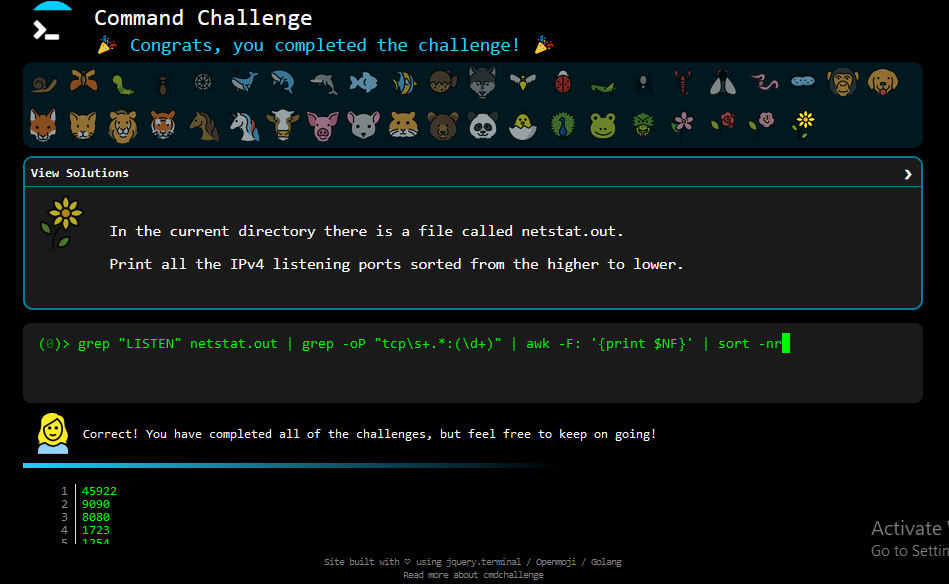 Command Challenge
🎉 Congrats, you completed the challenge! 🎉
View Solutions ❯
In the current directory there is a file called netstat.out.
Print all the IPv4 listening ports sorted from the higher to lower.
(0)> grep "LISTEN" netstat.out | grep -oP "tcp\s+.*:(\d+)" | awk -F: '{print $NF}' | sort -nr
Correct! You have completed all of the challenges, but feel free to keep on going!
1 45922
2 9090
3 8080
4 1723
5 1254
Activate
Go to Settin
Site built with ♡ using jquery.terminal / Openmoji / Golang
Read more about cmdchallenge